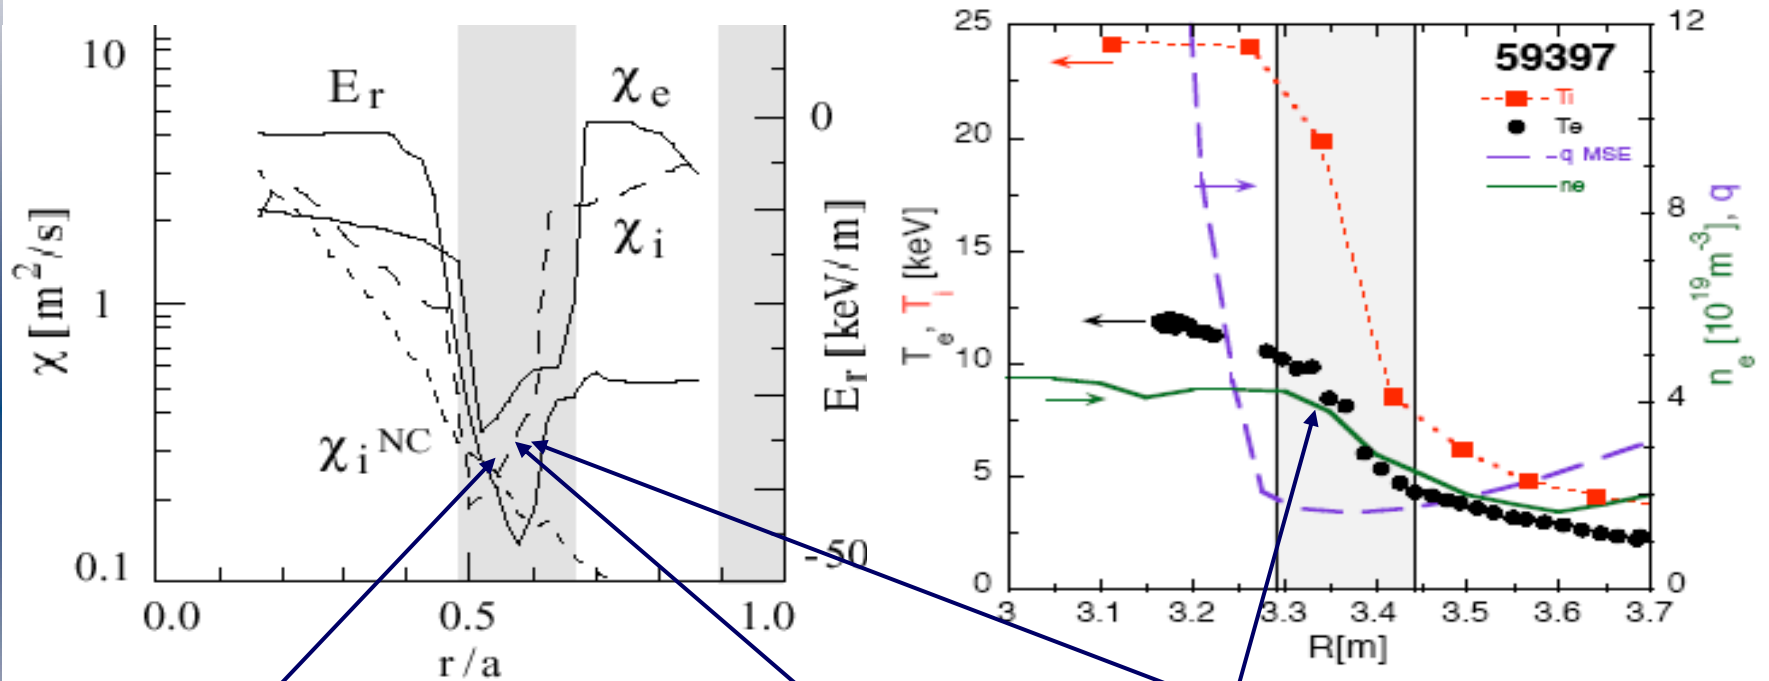 10
1
0.1
χ [m²/s]
E r
χ e
χ i
χ i NC
0
-50
E r [keV/m]
0.0
0.5
1.0
r/a
25
20
15
10
5
0
T e, T i [keV]
59397
Ti
Te
q MSE
ne
12
8
4
0
n e [10¹⁹m⁻³], q
3
3.1
3.2
3.3
3.4
3.5
3.6
3.7
R[m]